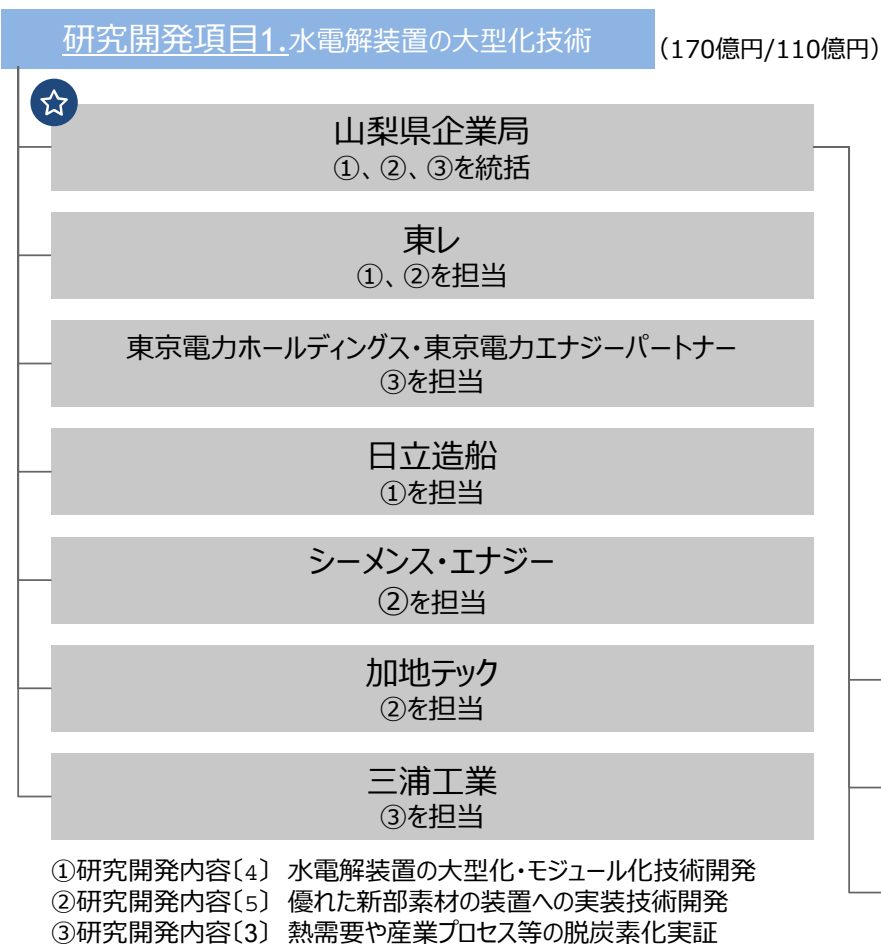 研究開発項目1.水電解装置の大型化技術 (170億円/110億円)
山梨県企業局
①、②、③を統括
東レ
①、②を担当
東京電力ホールディングス・東京電力エナジーパートナー
③を担当
日立造船
①を担当
シーメンス・エナジー
②を担当
加地テック
②を担当
三浦工業
③を担当
①研究開発内容〔4〕 水電解装置の大型化・モジュール化技術開発
②研究開発内容〔5〕 優れた新部素材の装置への実装技術開発
③研究開発内容〔3〕 熱需要や産業プロセス等の脱炭素化実証